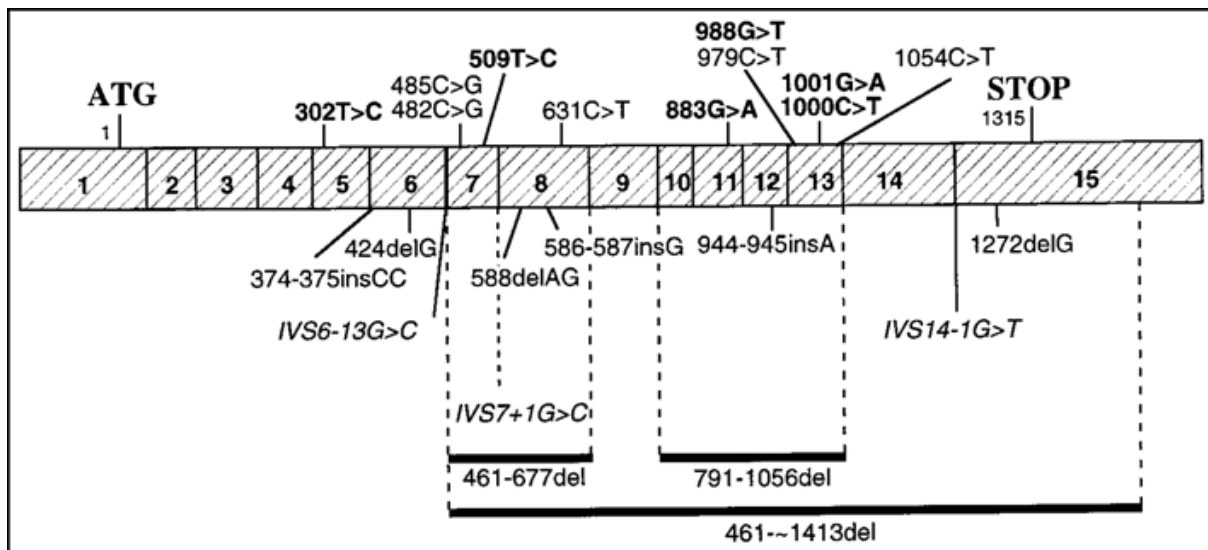 988G>T
509T>C
979C>T
1054C>T
485C>G
1001G>A
ATG
302T>C
482C>G
631C>T
883G>A
1000C>T
STOP
1
1315
1 2 3 4 5 6 7 8 9 10 11 12 13 14 15
424delG
586-587insG
944-945insA
1272delG
374-375insCC
588delAG
IVS6-13G>C
IVS14-1G>T
IVS7+1G>C
461-677del
791-1056del
461-~1413del